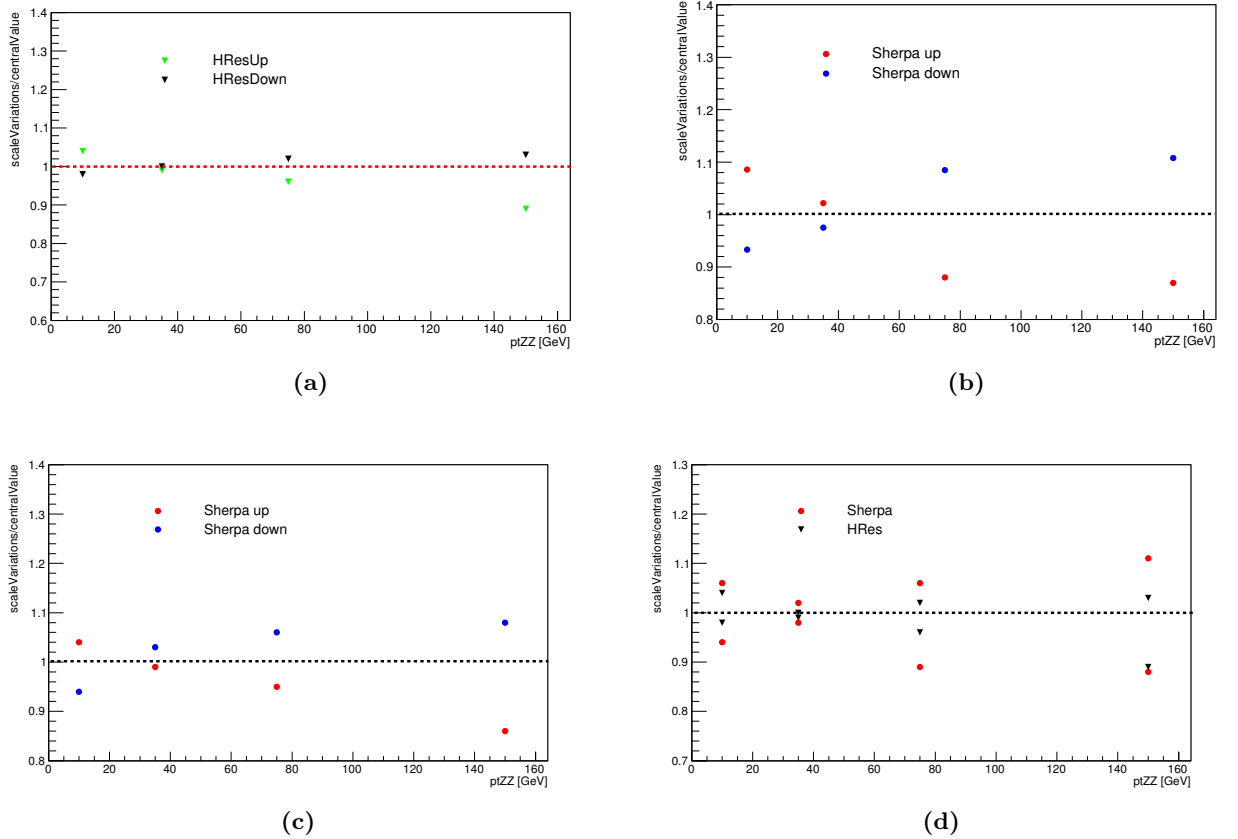 scaleVariations/centralValue
1.4
1.3
1.2
1.1
1
0.9
0.8
0.7
0.6
HResUp
HResDown
0 20 40 60 80 100 120 140 160
ptZZ [GeV]
(a)
scaleVariations/centralValue
1.4
1.3
1.2
1.1
1
0.9
0.8
Sherpa up
Sherpa down
0 20 40 60 80 100 120 140 160
ptZZ [GeV]
(b)
scaleVariations/centralValue
1.4
1.3
1.2
1.1
1
0.9
0.8
Sherpa up
Sherpa down
0 20 40 60 80 100 120 140 160
ptZZ [GeV]
(c)
scaleVariations/centralValue
1.3
1.2
1.1
1
0.9
0.8
0.7
Sherpa
HRes
0 20 40 60 80 100 120 140 160
ptZZ [GeV]
(d)